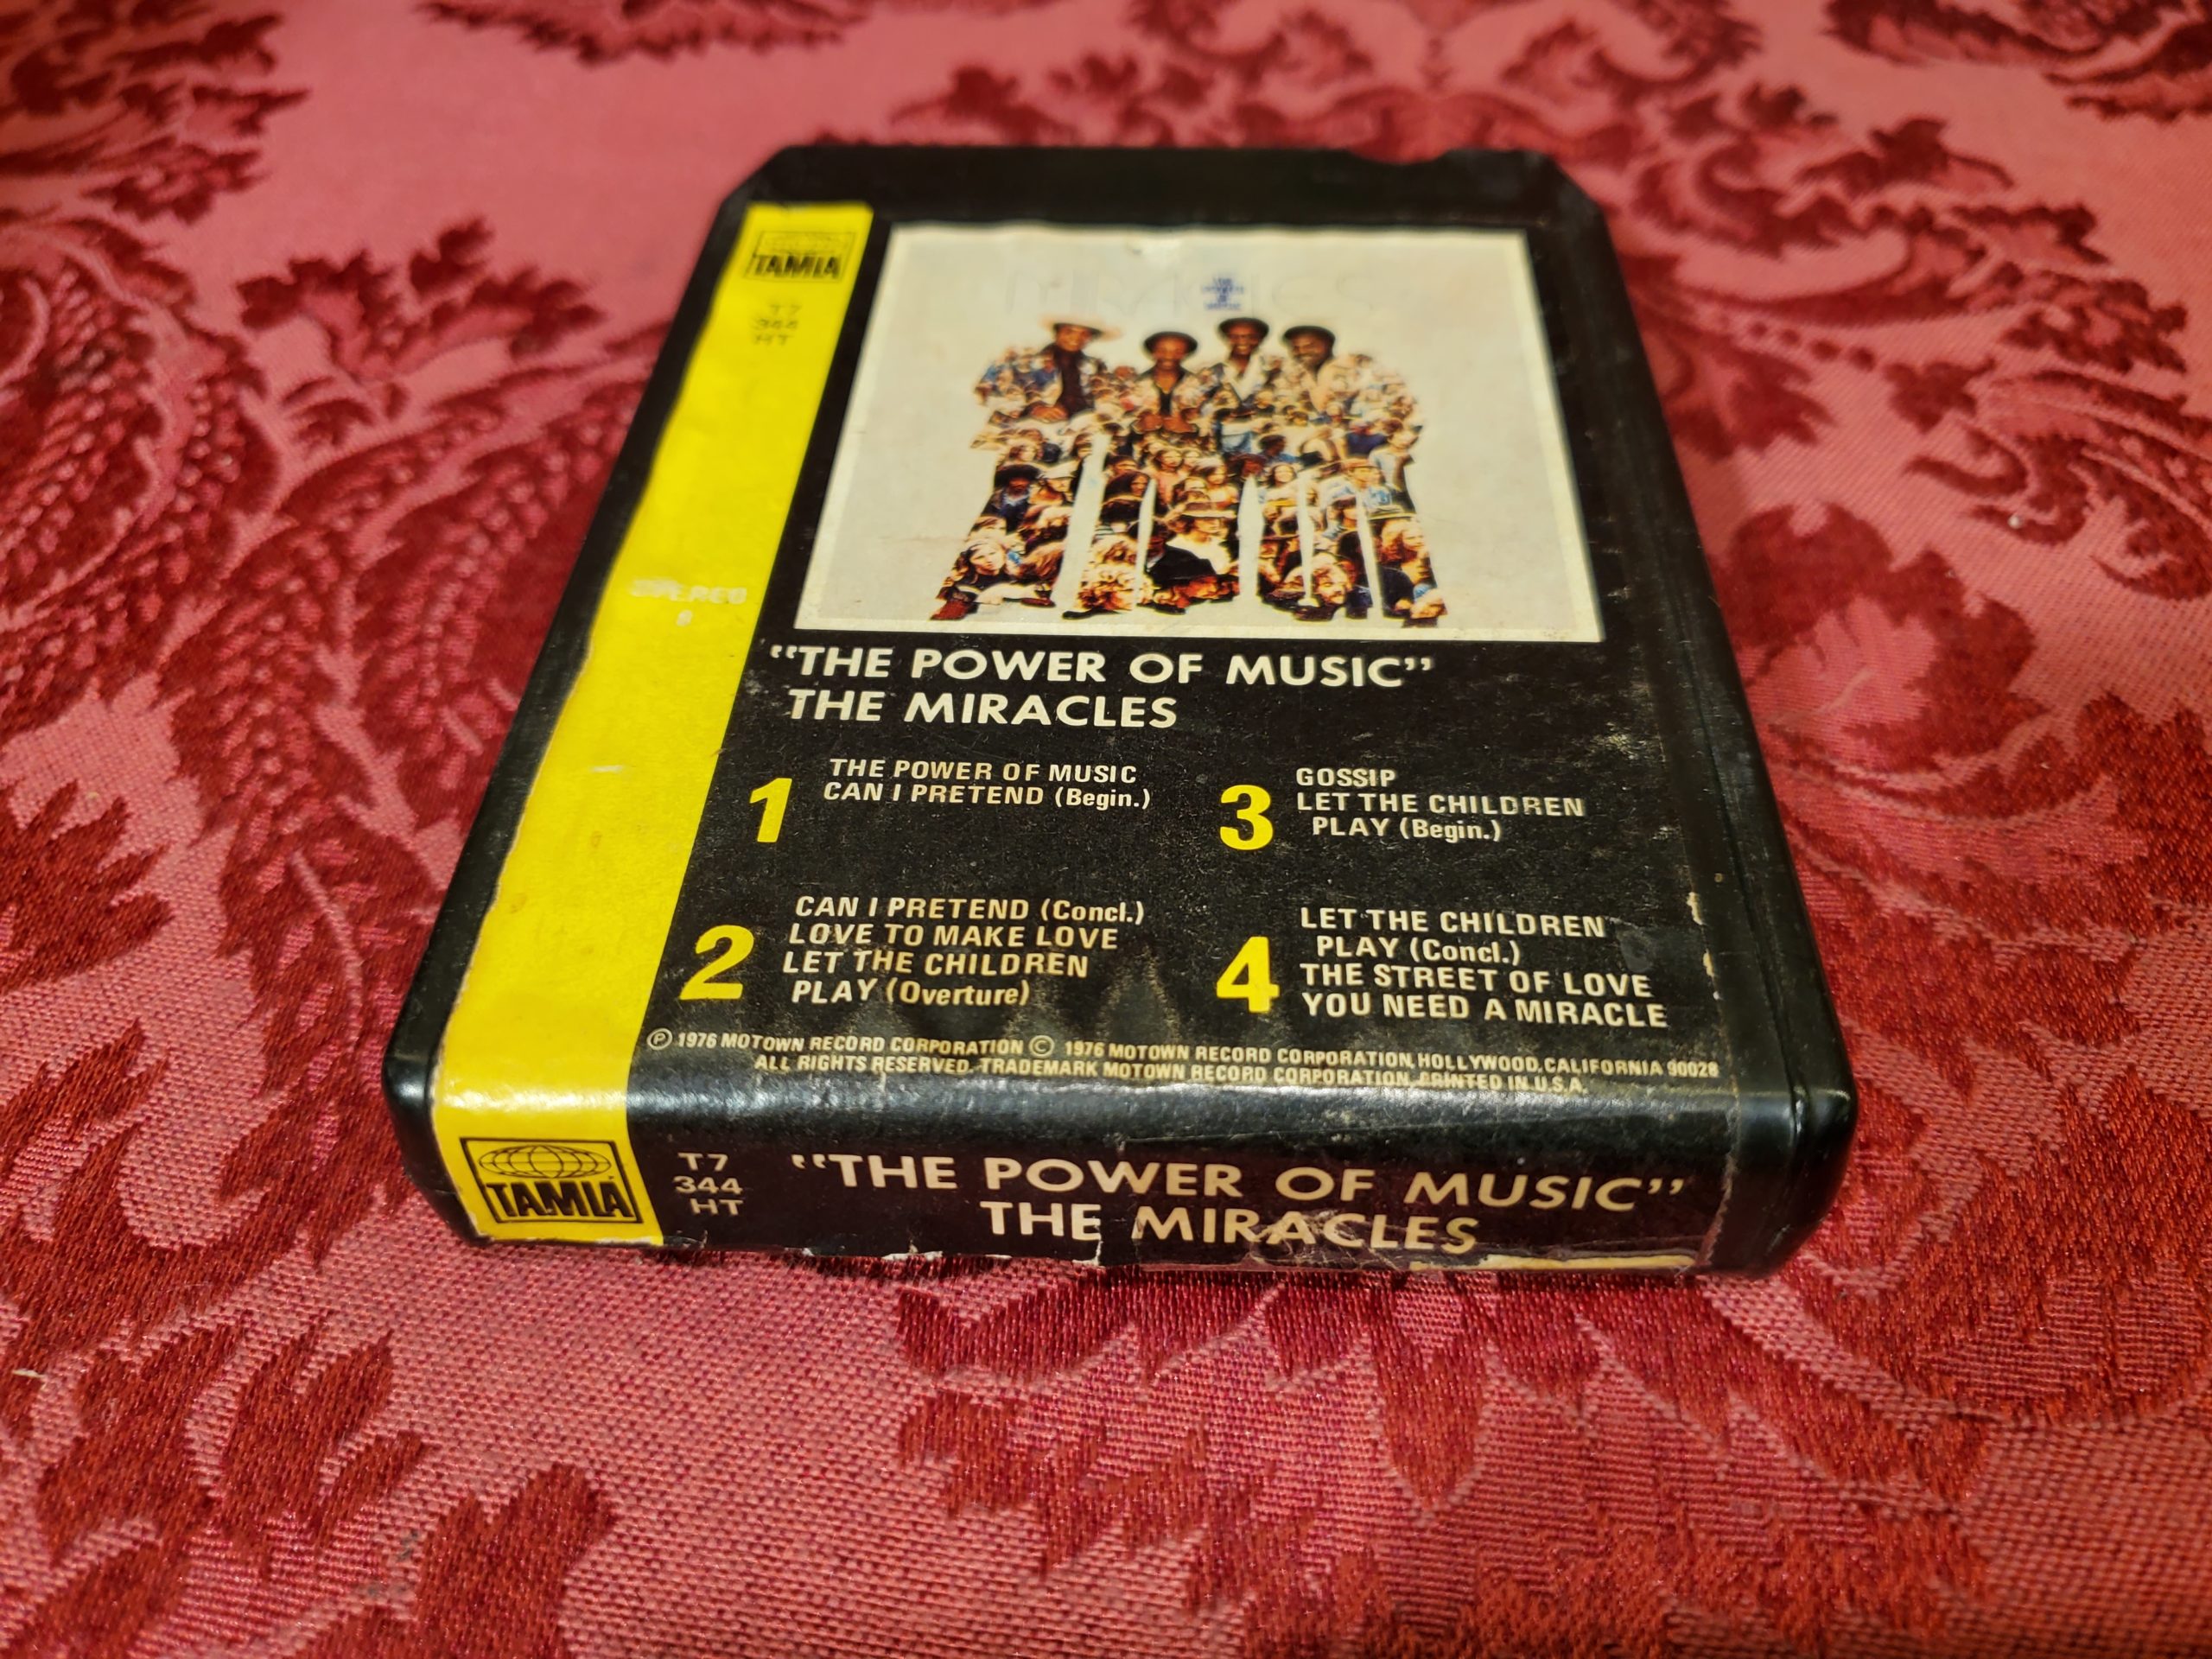 TAMLA
T7
344
HT
STEREO
8
"THE POWER OF MUSIC"
THE MIRACLES
1
THE POWER OF MUSIC
CAN I PRETEND (Begin.)
2
CAN I PRETEND (Concl.)
LOVE TO MAKE LOVE
LET THE CHILDREN
PLAY (Overture)
3
GOSSIP
LET THE CHILDREN
PLAY (Begin.)
4
LET THE CHILDREN
PLAY (Concl.)
THE STREET OF LOVE
YOU NEED A MIRACLE
Ⓟ 1976 MOTOWN RECORD CORPORATION © 1976 MOTOWN RECORD CORPORATION, HOLLYWOOD, CALIFORNIA 90028
ALL RIGHTS RESERVED. TRADEMARK MOTOWN RECORD CORPORATION. PRINTED IN U.S.A.
TAMLA
T7
344
HT
"THE POWER OF MUSIC"
THE MIRACLES